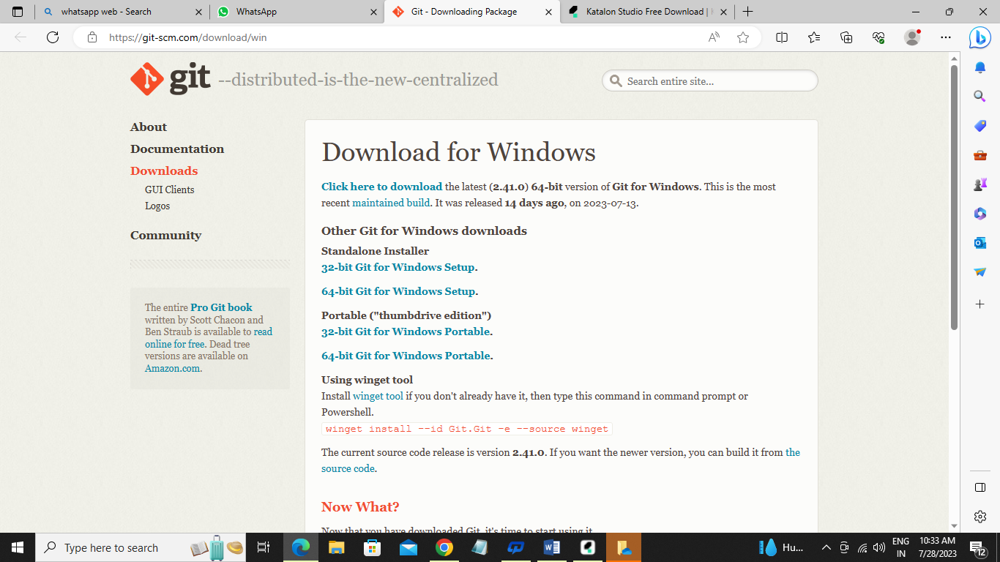 whatsapp web - Search
WhatsApp
Git - Downloading Package
Katalon Studio Free Download |
https://git-scm.com/download/win
git --distributed-is-the-new-centralized
Search entire site...
About
Documentation
Downloads
GUI Clients
Logos
Community
The entire Pro Git book
written by Scott Chacon and
Ben Straub is available to read
online for free. Dead tree
versions are available on
Amazon.com.
Download for Windows
Click here to download the latest (2.41.0) 64-bit version of Git for Windows. This is the most
recent maintained build. It was released 14 days ago, on 2023-07-13.
Other Git for Windows downloads
Standalone Installer
32-bit Git for Windows Setup.
64-bit Git for Windows Setup.
Portable ("thumbdrive edition")
32-bit Git for Windows Portable.
64-bit Git for Windows Portable.
Using winget tool
Install winget tool if you don't already have it, then type this command in command prompt or
Powershell.
winget install --id Git.Git -e --source winget
The current source code release is version 2.41.0. If you want the newer version, you can build it from the
source code.
Now What?
Now that you have downloaded Git, it's time to start using it.
Type here to search
Hu...
ENG
IN
10:33 AM
7/28/2023
12